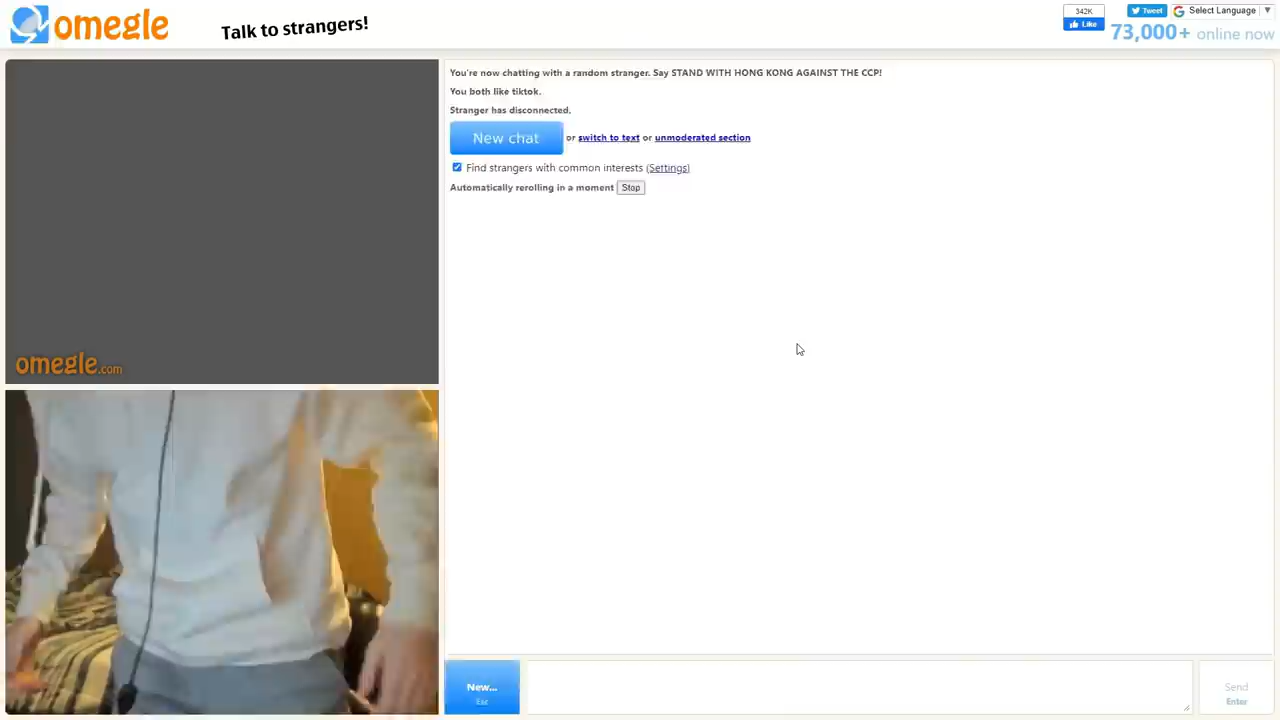 omegle
Talk to strangers!
342K
Like
Tweet
Select Language ▼
73,000+ online now
You're now chatting with a random stranger. Say STAND WITH HONG KONG AGAINST THE CCP!
You both like tiktok.
Stranger has disconnected.
New chat or switch to text or unmoderated section
Find strangers with common interests (Settings)
Automatically rerolling in a moment Stop
omegle.com
New...
Esc
Send
Enter